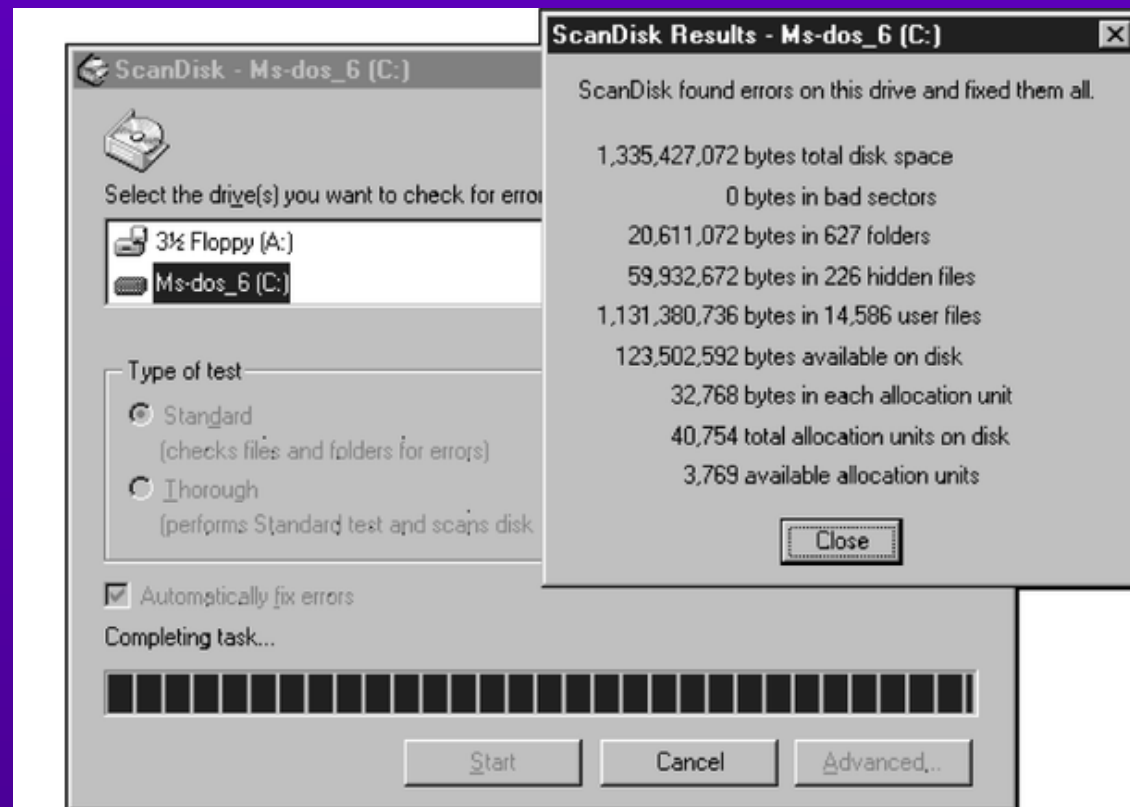 ScanDisk - Ms-dos_6 (C:)
Select the drive(s) you want to check for
3½ Floppy (A:)
Ms-dos_6 (C:)
Type of test
Standard
(checks files and folders for errors)
Thorough
(performs Standard test and scans disk
Automatically fix errors
Completing task...
Start
Cancel
Advanced...
ScanDisk Results - Ms-dos_6 (C:)
ScanDisk found errors on this drive and fixed them all.
1,335,427,072 bytes total disk space
0 bytes in bad sectors
20,611,072 bytes in 627 folders
59,932,672 bytes in 226 hidden files
1,131,380,736 bytes in 14,586 user files
123,502,592 bytes available on disk
32,768 bytes in each allocation unit
40,754 total allocation units on disk
3,769 available allocation units
Close